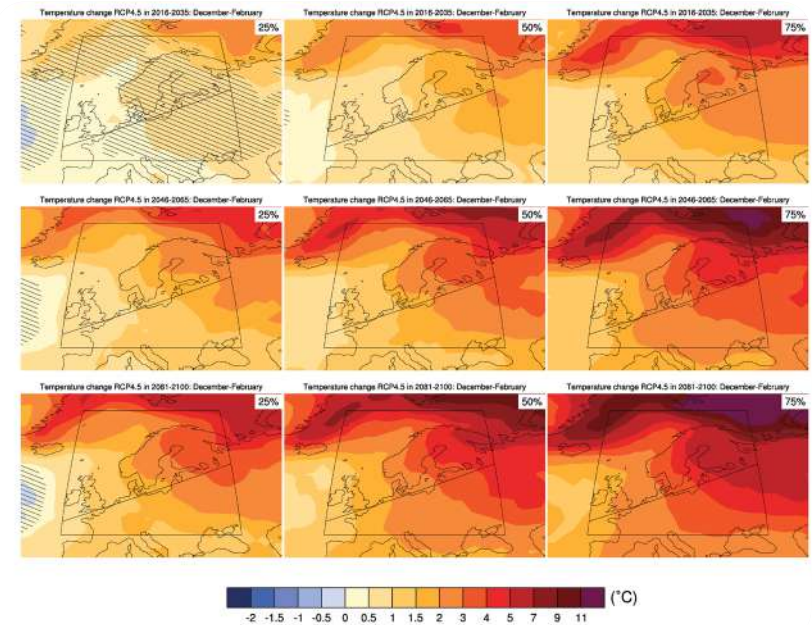 Temperature change RCP4.5 in 2016-2035: December-February
25%
Temperature change RCP4.5 in 2016-2035: December-February
50%
Temperature change RCP4.5 in 2016-2035: December-February
75%
Temperature change RCP4.5 in 2046-2065: December-February
25%
Temperature change RCP4.5 in 2046-2065: December-February
50%
Temperature change RCP4.5 in 2046-2065: December-February
75%
Temperature change RCP4.5 in 2081-2100: December-February
25%
Temperature change RCP4.5 in 2081-2100: December-February
50%
Temperature change RCP4.5 in 2081-2100: December-February
75%
-2 -1.5 -1 -0.5 0 0.5 1 1.5 2 3 4 5 7 9 11 (°C)